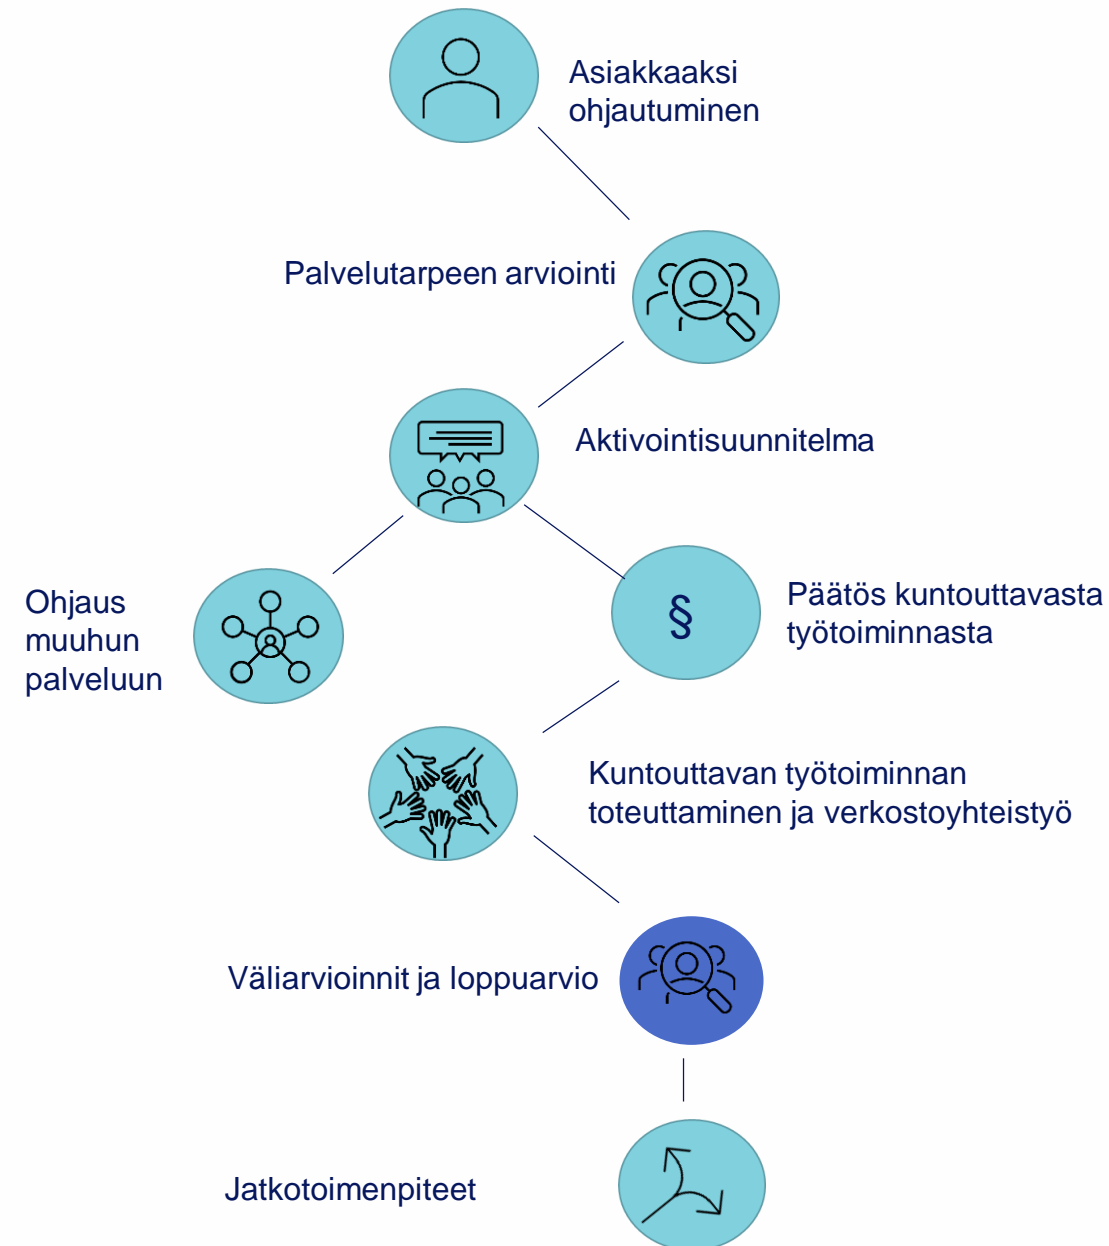 Asiakkaaksi
ohjautuminen
Palvelutarpeen arviointi
Aktivointisuunnitelma
Ohjaus
muuhun
palveluun
§
Päätös kuntouttavasta
työtoiminnasta
Kuntouttavan työtoiminnan
toteuttaminen ja verkostoyhteistyö
Väliarvioinnit ja loppuarvio
Jatkotoimenpiteet